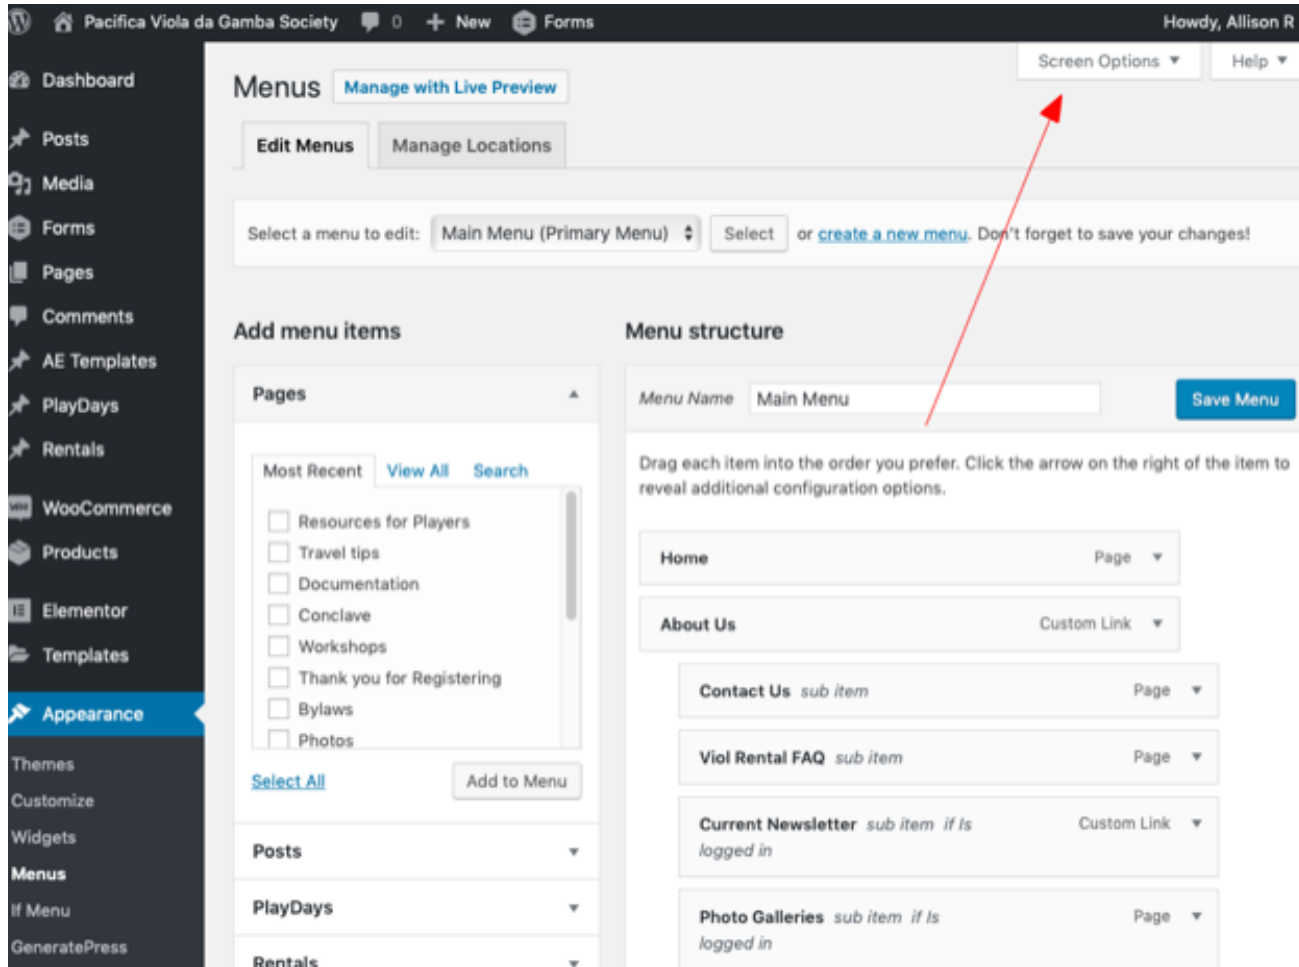 Pacifica Viola da Gamba Society 0 + New Forms Howdy, Allison R
Screen Options Help
Dashboard
Posts
Media
Forms
Pages
Comments
AE Templates
PlayDays
Rentals
WooCommerce
Products
Elementor
Templates
Appearance
Themes
Customize
Widgets
Menus
If Menu
GeneratePress
Menus Manage with Live Preview
Edit Menus Manage Locations
Select a menu to edit: Main Menu (Primary Menu) Select or create a new menu. Don't forget to save your changes!
Add menu items
Pages
Most Recent View All Search
Resources for Players
Travel tips
Documentation
Conclave
Workshops
Thank you for Registering
Bylaws
Photos
Select All Add to Menu
Posts
PlayDays
Rentals
Menu structure
Menu Name Main Menu Save Menu
Drag each item into the order you prefer. Click the arrow on the right of the item to
reveal additional configuration options.
Home Page
About Us Custom Link
Contact Us sub item Page
Viol Rental FAQ sub item Page
Current Newsletter sub item if Is Custom Link
logged in
Photo Galleries sub item if Is Page
logged in